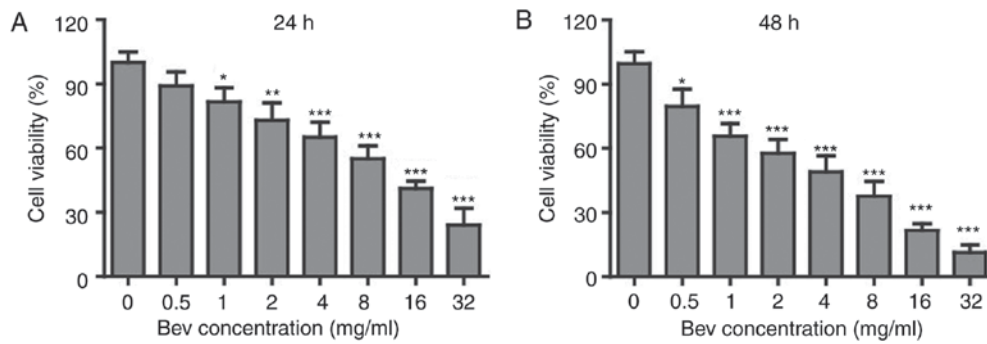 A
24 h
Cell viability (%)
120
90
60
30
0
*
**
***
***
***
***
0 0.5 1 2 4 8 16 32
Bev concentration (mg/ml)
B
48 h
Cell viability (%)
120
90
60
30
0
*
***
***
***
***
***
***
0 0.5 1 2 4 8 16 32
Bev concentration (mg/ml)